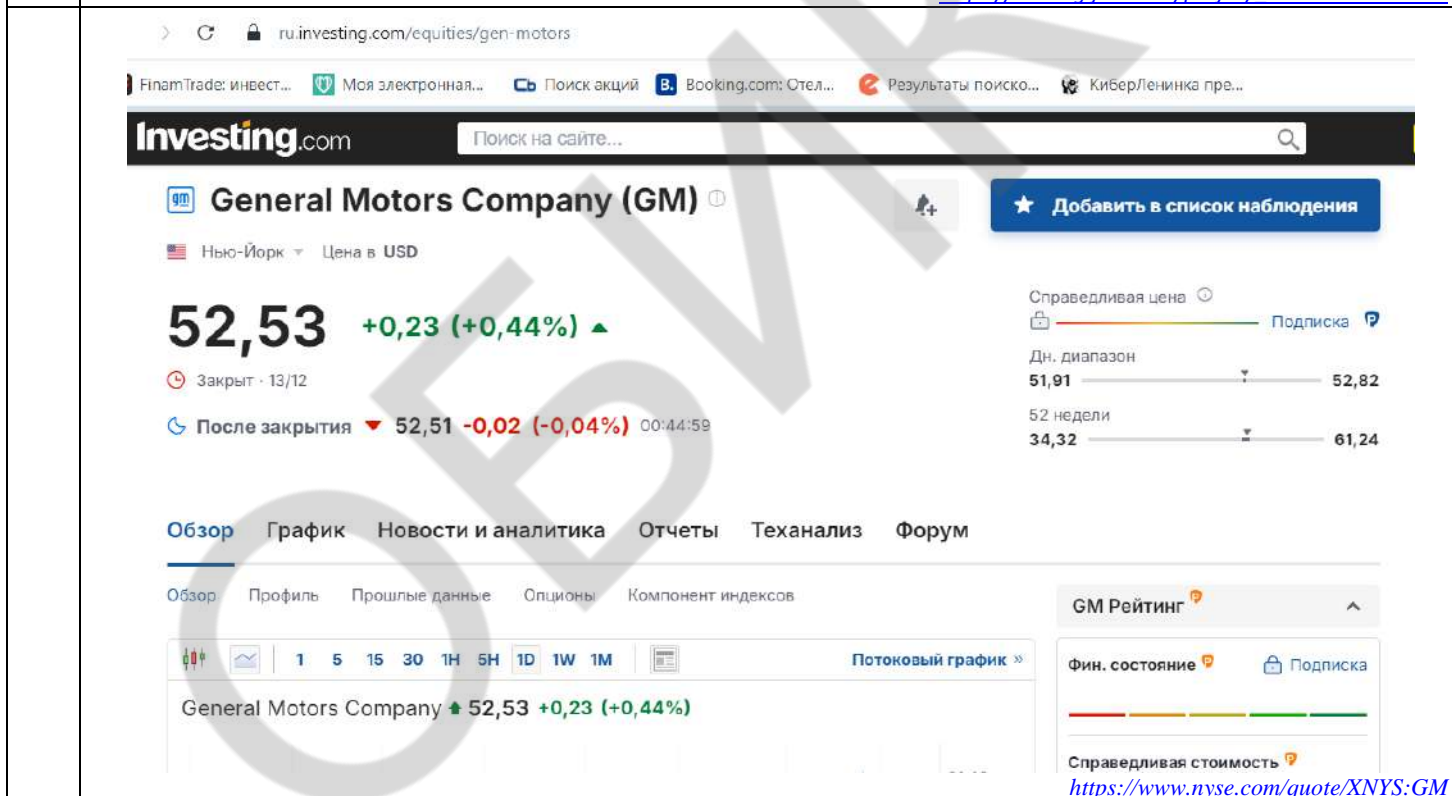 ru.investing.com/equities/gen-motors
FinamTrade: инвест... Моя электронная... Сь Поиск акций B. Booking.com: Отел... Результаты поиско... КиберЛенинка пре...
Investing.com Поиск на сайте...
gm General Motors Company (GM)
Добавить в список наблюдения
Нью-Йорк Цена в USD
52,53 +0,23 (+0,44%)
Справедливая цена
Подписка
Закрыт · 13/12
Дн. диапазон
51,91 52,82
После закрытия 52,51 -0,02 (-0,04%) 00:44:59
52 недели
34,32 61,24
Обзор График Новости и аналитика Отчеты Теханализ Форум
Обзор Профиль Прошлые данные Опционы Компонент индексов
GM Рейтинг
1 5 15 30 1H 5H 1D 1W 1M Потоковый график »
Фин. состояние Подписка
General Motors Company 52,53 +0,23 (+0,44%)
Справедливая стоимость
https://www.nyse.com/quote/XNYS:GM
ОБИК